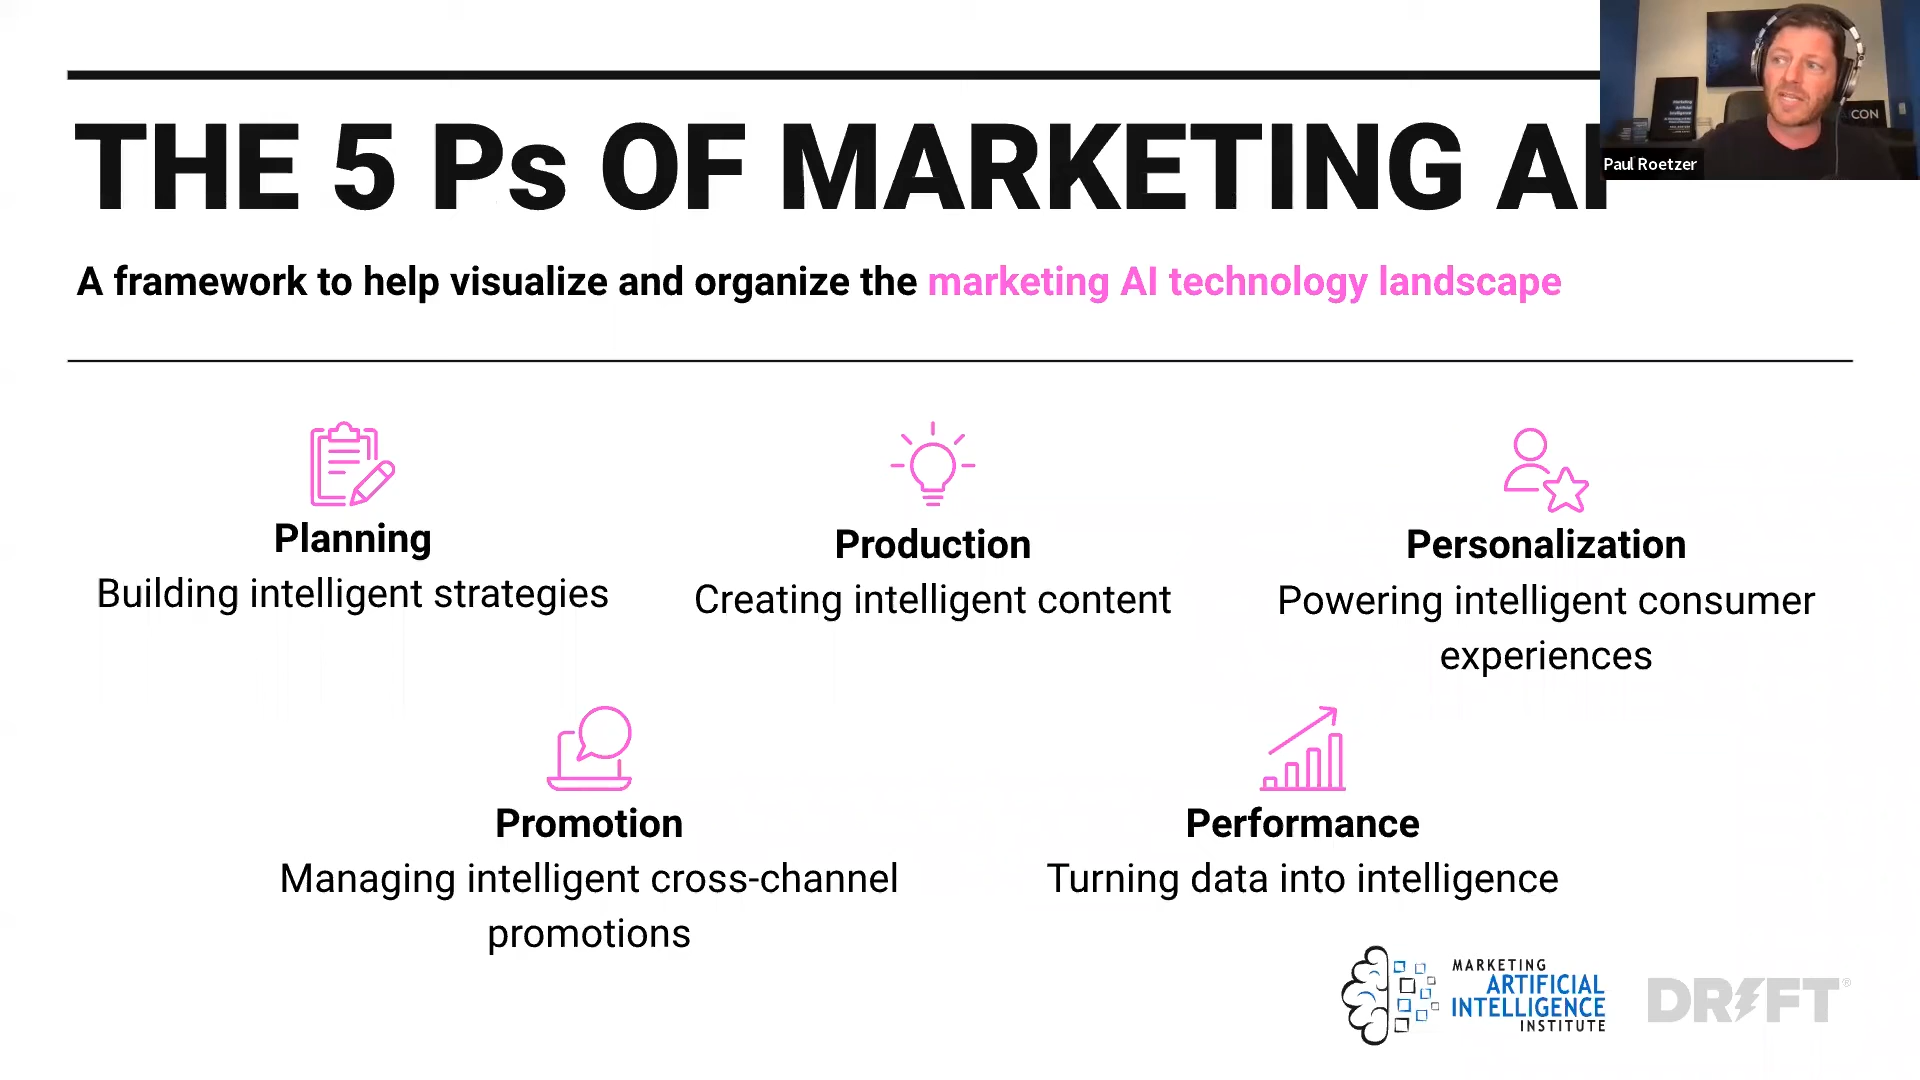 THE 5 Ps OF MARKETING AI
A framework to help visualize and organize the marketing AI technology landscape
CON
Paul Roetzer
Planning
Building intelligent strategies
Production
Creating intelligent content
Personalization
Powering intelligent consumer
experiences
Promotion
Managing intelligent cross-channel
promotions
Performance
Turning data into intelligence
MARKETING
ARTIFICIAL
INTELLIGENCE
INSTITUTE
DRIFT®